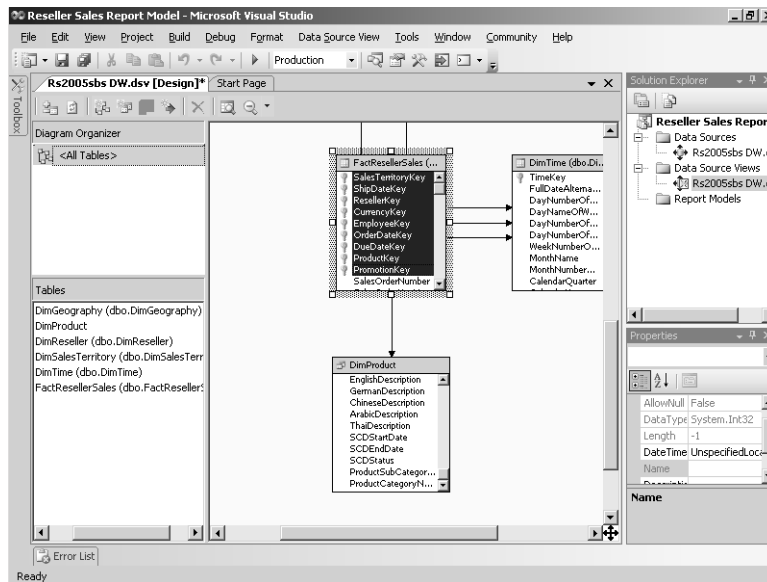 Reseller Sales Report Model - Microsoft Visual Studio
File Edit View Project Build Debug Format Data Source View Tools Window Community Help
Production
Toolbox
Rs2005sbs DW.dsv [Design]* Start Page
Diagram Organizer
<All Tables>
Tables
DimGeography (dbo.DimGeography)
DimProduct
DimReseller (dbo.DimReseller)
DimSalesTerritory (dbo.DimSalesTerr
DimTime (dbo.DimTime)
FactResellerSales (dbo.FactResellerS
FactResellerSales (...
SalesTerritoryKey
ShipDateKey
ResellerKey
CurrencyKey
EmployeeKey
OrderDateKey
DueDateKey
ProductKey
PromotionKey
SalesOrderNumber
DimTime (dbo.Di...
TimeKey
FullDateAlterna...
DayNumberOf...
DayNameOfW...
DayNumberOf...
DayNumberOf...
WeekNumberO...
MonthName
MonthNumber...
CalendarQuarter
DimProduct
EnglishDescription
GermanDescription
ChineseDescription
ArabicDescription
ThaiDescription
SCDStartDate
SCDEndDate
SCDStatus
ProductSubCategor...
ProductCategoryN...
Solution Explorer
Reseller Sales Repor
Data Sources
Rs2005sbs DW.
Data Source Views
Rs2005sbs DW.
Report Models
Properties
AllowNull False
DataType System.Int32
Length -1
DateTime UnspecifiedLoca
Name
Name
Error List
Ready